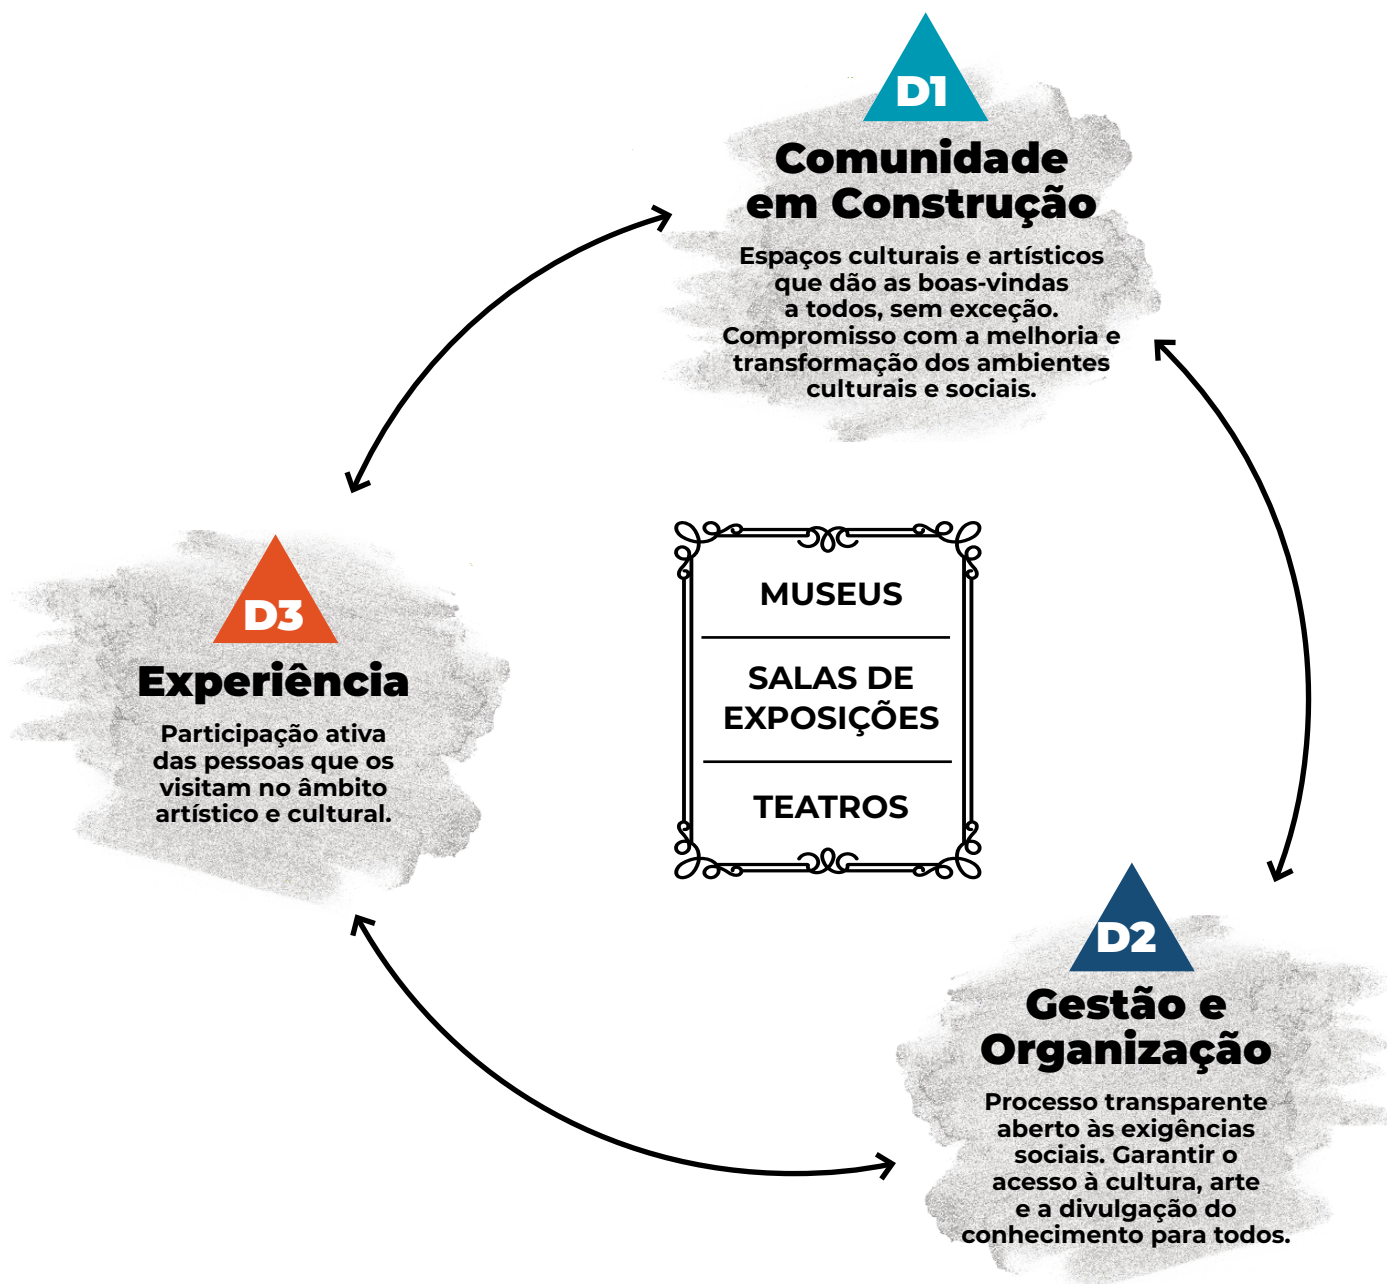 D1
Comunidade
em Construção
Espaços culturais e artísticos
que dão as boas-vindas
a todos, sem exceção.
Compromisso com a melhoria e
transformação dos ambientes
culturais e sociais.
D3
Experiência
Participação ativa
das pessoas que os
visitam no âmbito
artístico e cultural.
MUSEUS
SALAS DE
EXPOSIÇÕES
TEATROS
D2
Gestão e
Organização
Processo transparente
aberto às exigências
sociais. Garantir o
acesso à cultura, arte
e a divulgação do
conhecimento para todos.